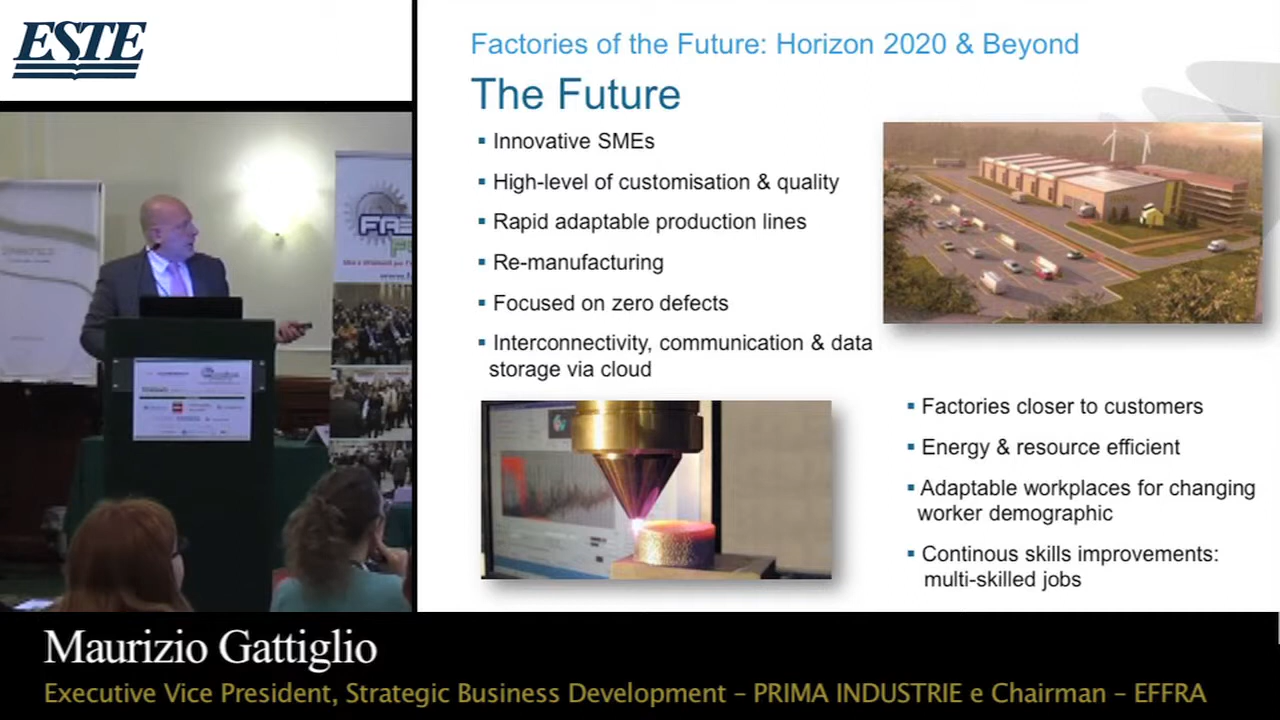 ESTE
Factories of the Future: Horizon 2020 & Beyond
The Future
▪ Innovative SMEs
▪ High-level of customisation & quality
▪ Rapid adaptable production lines
▪ Re-manufacturing
▪ Focused on zero defects
▪ Interconnectivity, communication & data
storage via cloud
▪ Factories closer to customers
▪ Energy & resource efficient
▪ Adaptable workplaces for changing
worker demographic
▪ Continous skills improvements:
multi-skilled jobs
Maurizio Gattiglio
Executive Vice President, Strategic Business Development – PRIMA INDUSTRIE e Chairman – EFFRA